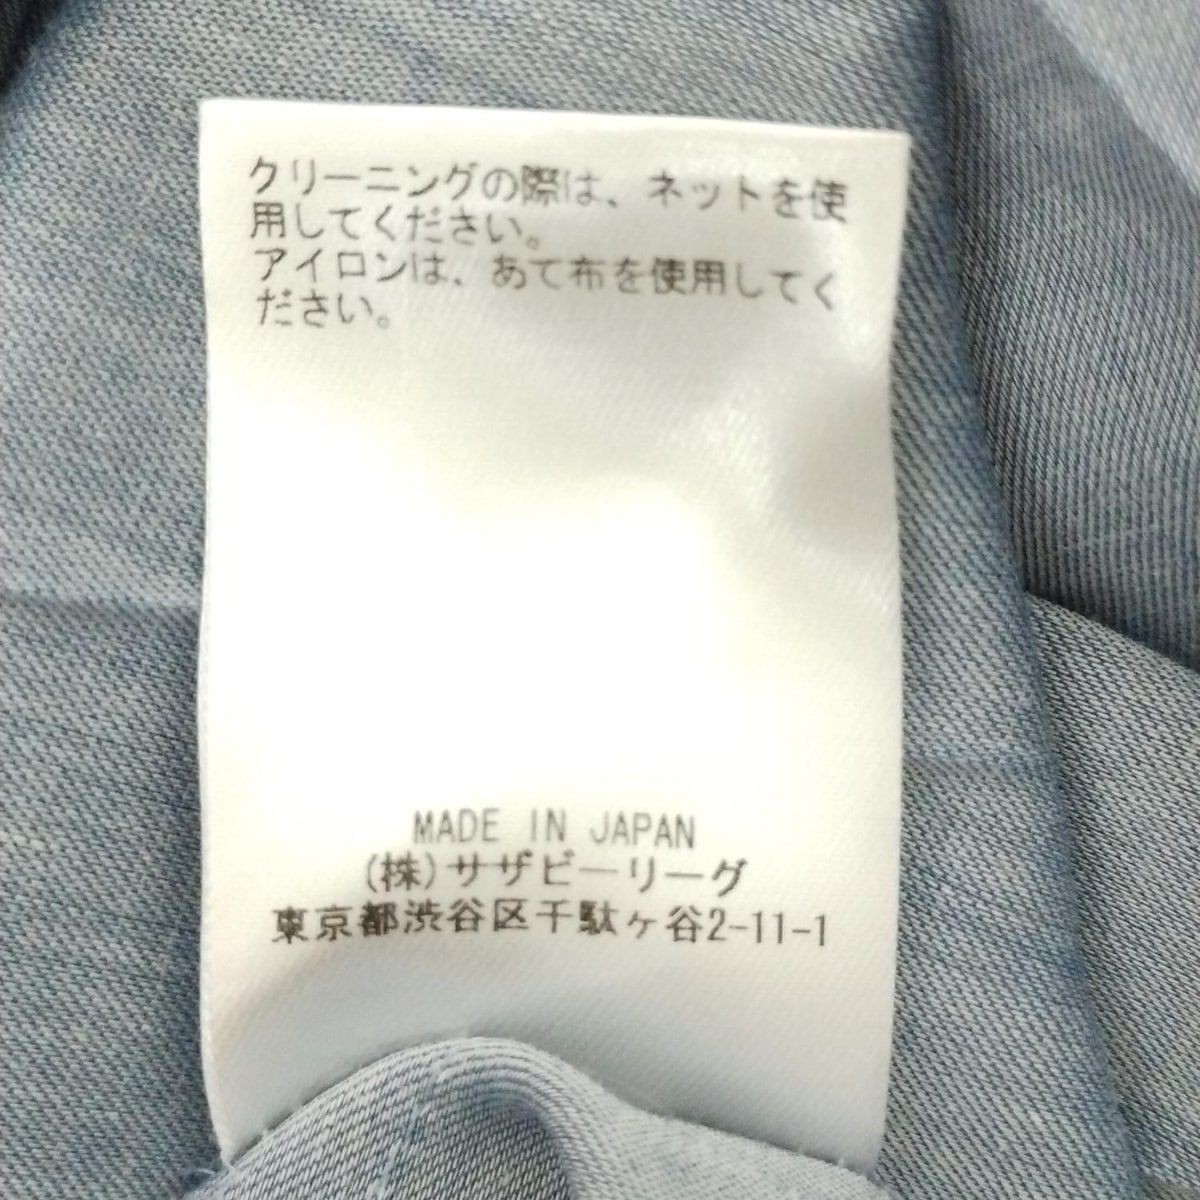 クリーニングの際は、ネットを使
用してください。
アイロンは、あて布を使用してく
ださい。
MADE IN JAPAN
(株)サザビーリーグ
東京都渋谷区千駄ヶ谷2-11-1